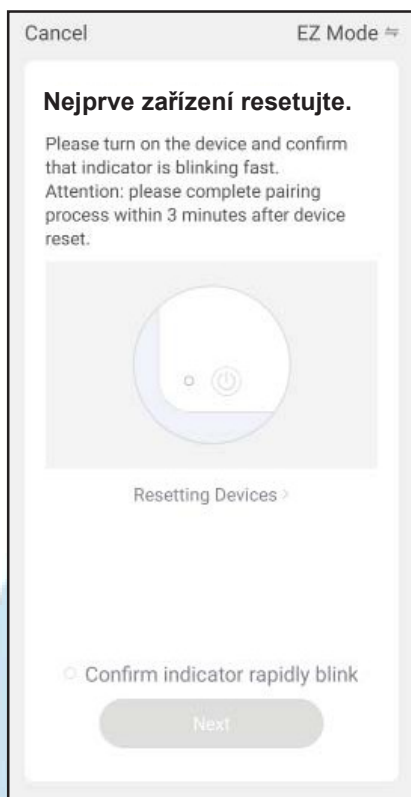 Cancel
EZ Mode ⇋
Nejprve zařízení resetujte.
Please turn on the device and confirm
that indicator is blinking fast.
Attention: please complete pairing
process within 3 minutes after device
reset.
Resetting Devices >
Confirm indicator rapidly blink
Next